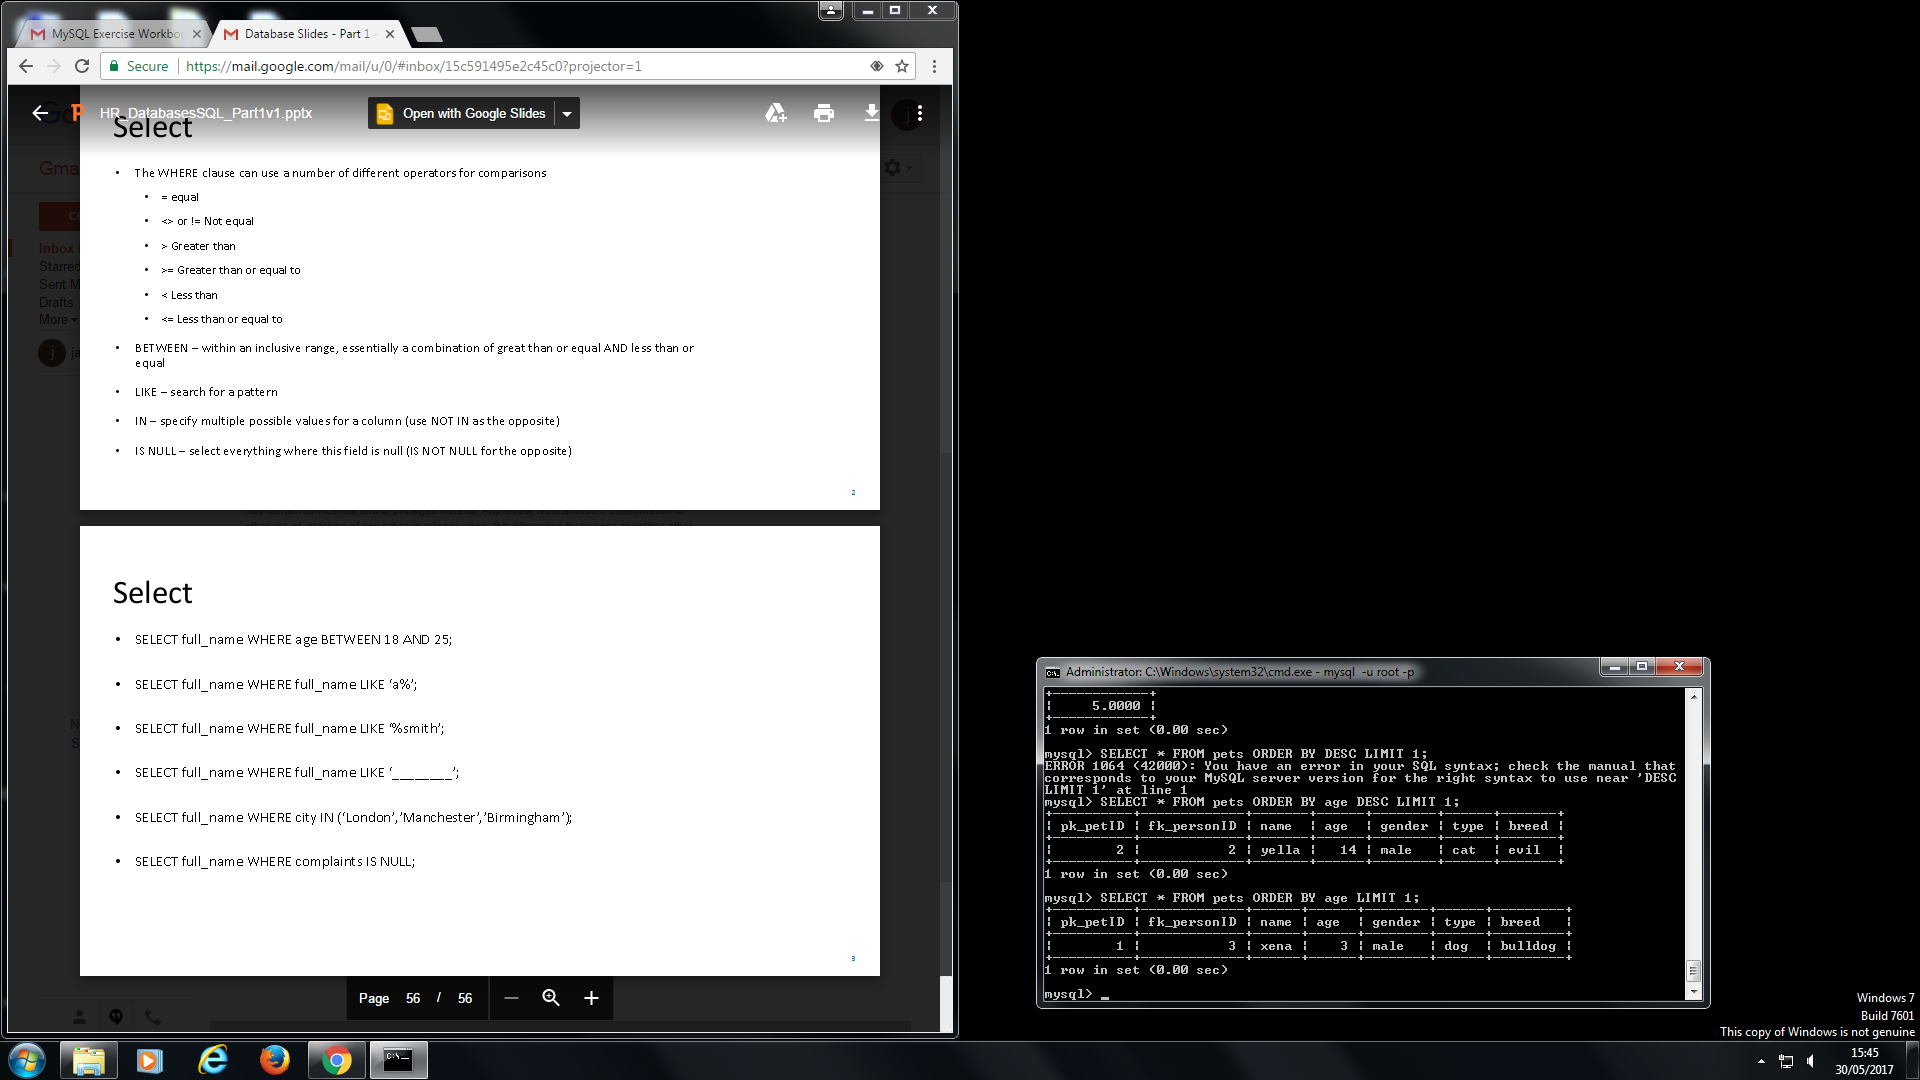 MySQL Exercise Workbo
Database Slides - Part 1
Secure
https://mail.google.com/mail/u/0/#inbox/15c591495e2c45c0?projector=1
HR_DatabasesSQL_Part1v1.pptx
Open with Google Slides
Gma
Inbox
Starred
Sent M
Drafts
More
ja
Select
• The WHERE clause can use a number of different operators for comparisons
• = equal
• <> or != Not equal
• > Greater than
• >= Greater than or equal to
• < Less than
• <= Less than or equal to
• BETWEEN – within an inclusive range, essentially a combination of great than or equal AND less than or
equal
• LIKE – search for a pattern
• IN – specify multiple possible values for a column (use NOT IN as the opposite)
• IS NULL – select everything where this field is null (IS NOT NULL for the opposite)
2
Select
• SELECT full_name WHERE age BETWEEN 18 AND 25;
• SELECT full_name WHERE full_name LIKE ‘a%’;
• SELECT full_name WHERE full_name LIKE ‘%smith’;
• SELECT full_name WHERE full_name LIKE ‘________’;
• SELECT full_name WHERE city IN (‘London’,’Manchester’,’Birmingham’);
• SELECT full_name WHERE complaints IS NULL;
3
Page 56 / 56
Administrator: C:\Windows\system32\cmd.exe - mysql -u root -p
+------------+
| 5.0000 |
+------------+
1 row in set (0.00 sec)
mysql> SELECT * FROM pets ORDER BY DESC LIMIT 1;
ERROR 1064 (42000): You have an error in your SQL syntax; check the manual that
corresponds to your MySQL server version for the right syntax to use near 'DESC
LIMIT 1' at line 1
mysql> SELECT * FROM pets ORDER BY age DESC LIMIT 1;
+----------+-------------+-------+------+--------+------+-------+
| pk_petID | fk_personID | name | age | gender | type | breed |
+----------+-------------+-------+------+--------+------+-------+
| 2 | 2 | yella | 14 | male | cat | evil |
+----------+-------------+-------+------+--------+------+-------+
1 row in set (0.00 sec)
mysql> SELECT * FROM pets ORDER BY age LIMIT 1;
+----------+-------------+------+------+--------+------+---------+
| pk_petID | fk_personID | name | age | gender | type | breed |
+----------+-------------+------+------+--------+------+---------+
| 1 | 3 | xena | 3 | male | dog | bulldog |
+----------+-------------+------+------+--------+------+---------+
1 row in set (0.00 sec)
mysql> _
Windows 7
Build 7601
This copy of Windows is not genuine
15:45
30/05/2017